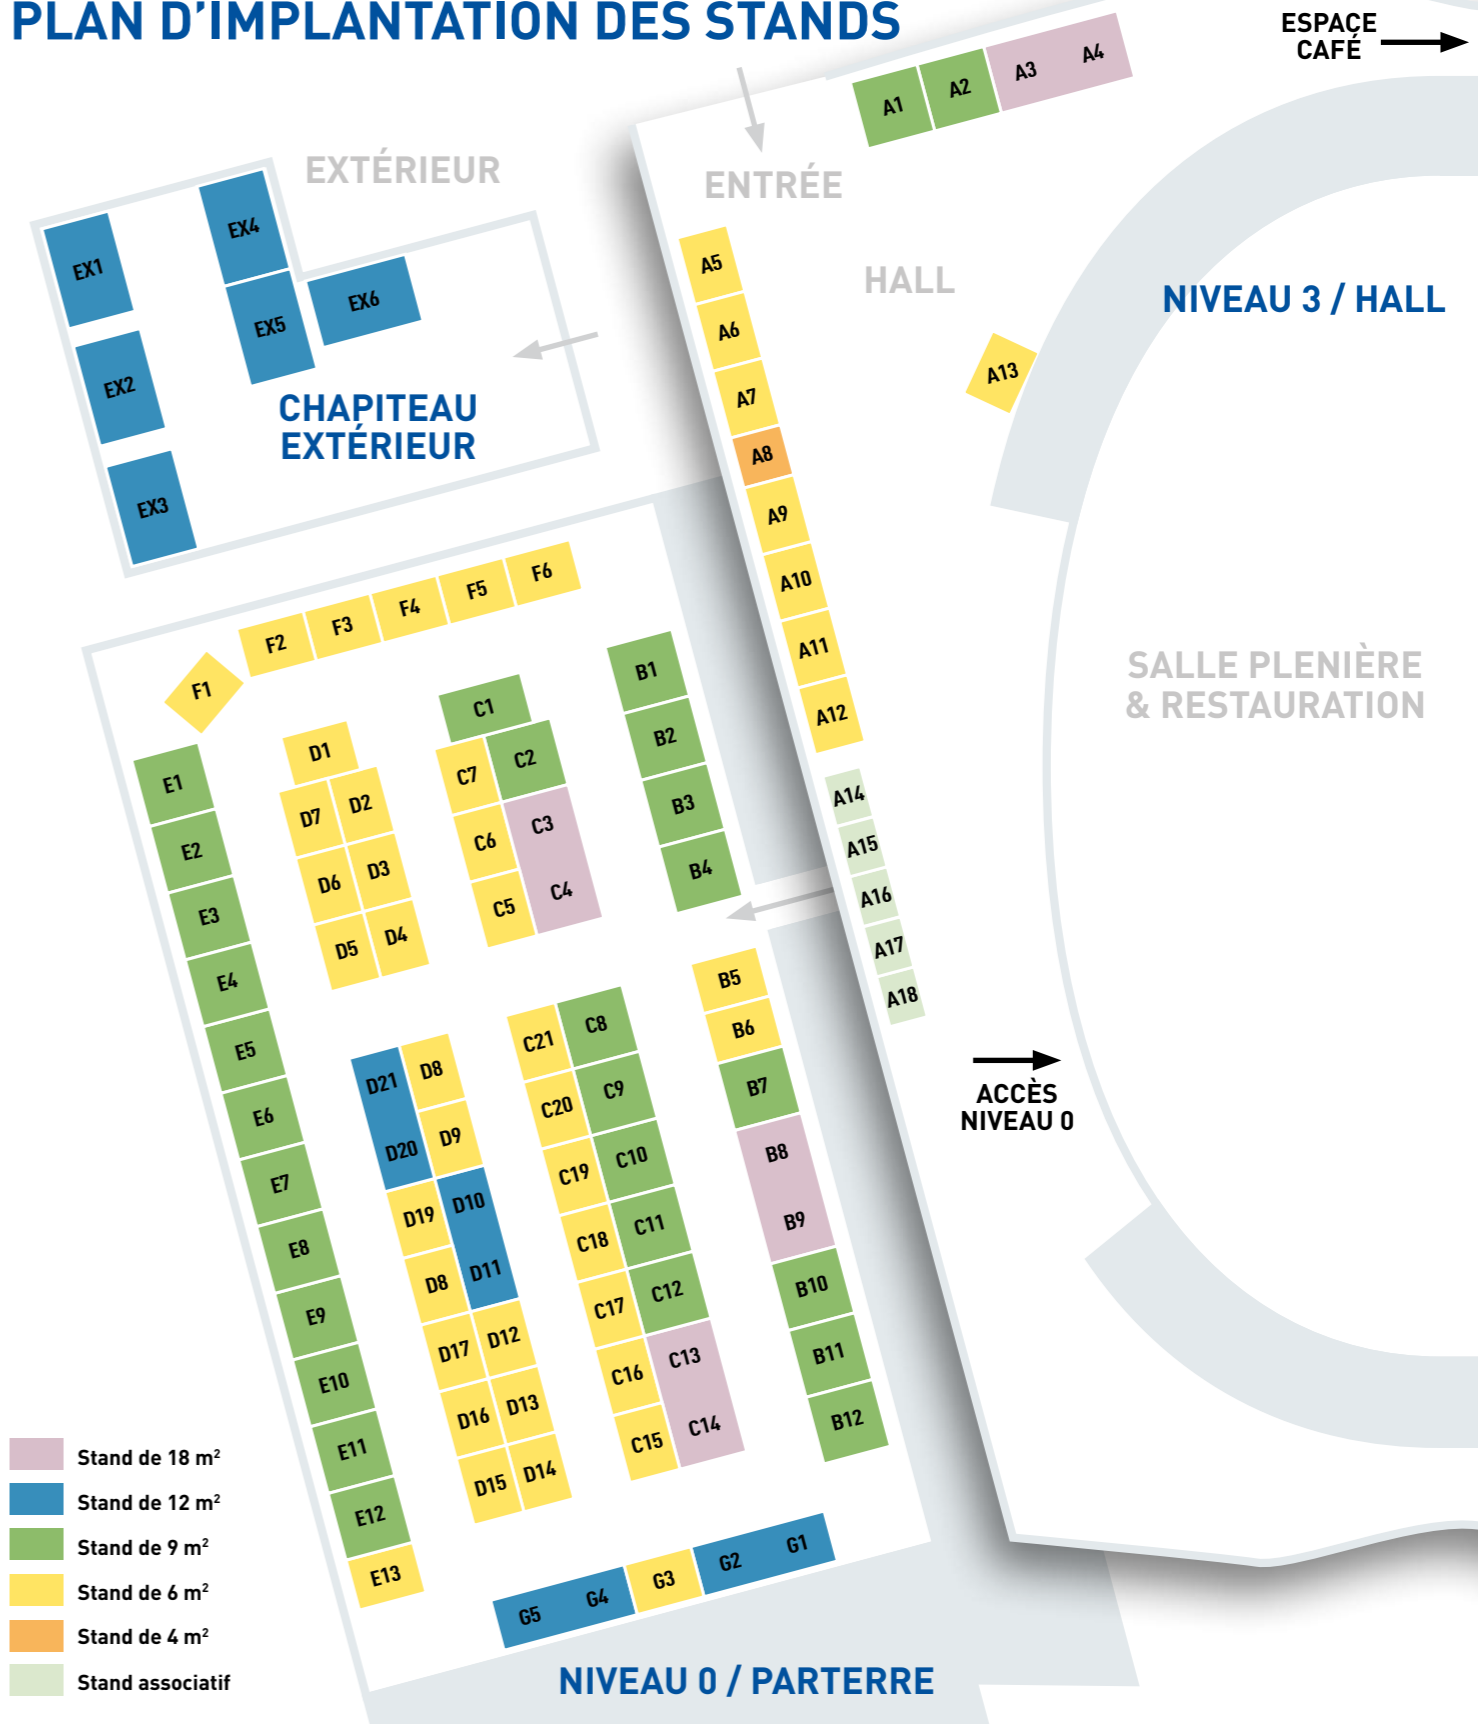 PLAN D'IMPLANTATION DES STANDS
ESPACE
CAFÉ
A1
A2
A3
A4
EXTÉRIEUR
ENTRÉE
HALL
NIVEAU 3 / HALL
EX1
EX2
EX3
EX4
EX5
EX6
CHAPITEAU
EXTÉRIEUR
A5
A6
A7
A8
A9
A10
A11
A12
A13
A14
A15
A16
A17
A18
SALLE PLENIÈRE
& RESTAURATION
ACCÈS
NIVEAU 0
F1
F2
F3
F4
F5
F6
B1
B2
B3
B4
B5
B6
B7
B8
B9
B10
B11
B12
C1
C2
C7
C3
C6
C4
C5
C21
C8
C20
C9
C19
C10
C18
C11
C17
C12
C16
C13
C15
C14
D1
D7
D2
D6
D3
D5
D4
D21
D8
D20
D9
D19
D10
D8
D11
D17
D12
D16
D13
D15
D14
E1
E2
E3
E4
E5
E6
E7
E8
E9
E10
E11
E12
E13
G5
G4
G3
G2
G1
Stand de 18 m²
Stand de 12 m²
Stand de 9 m²
Stand de 6 m²
Stand de 4 m²
Stand associatif
NIVEAU 0 / PARTERRE